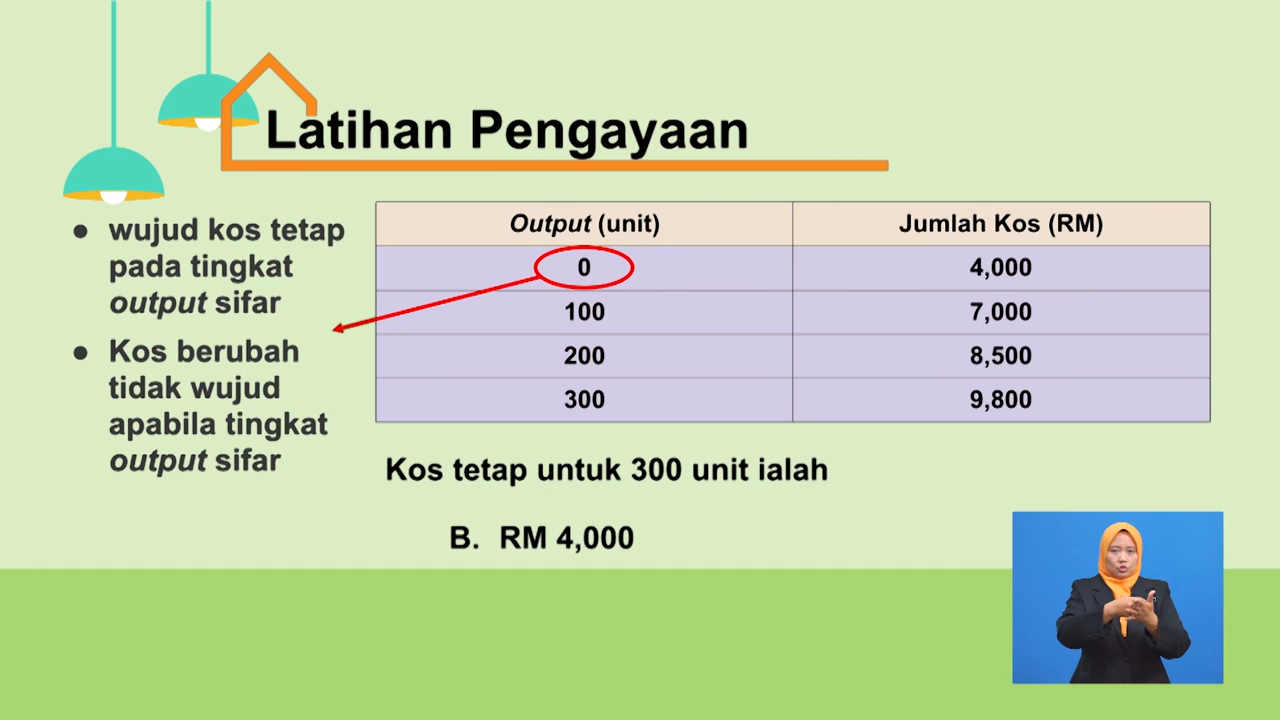 Latihan Pengayaan
● wujud kos tetap
pada tingkat
output sifar
● Kos berubah
tidak wujud
apabila tingkat
output sifar
Output (unit) Jumlah Kos (RM)
0 4,000
100 7,000
200 8,500
300 9,800
Kos tetap untuk 300 unit ialah
B. RM 4,000